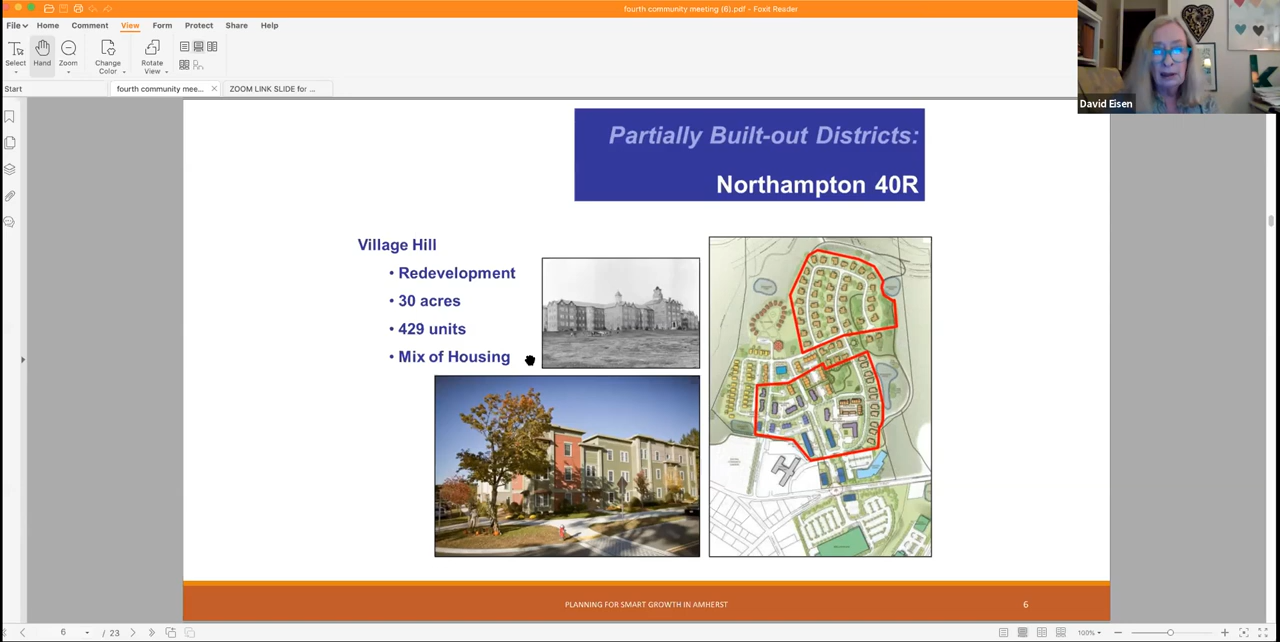 fourth community meeting (6).pdf - Foxit Reader
File Home Comment View Form Protect Share Help
Select Hand Zoom Change Color Rotate View
Start fourth community mee... ZOOM LINK SLIDE for ...
David Eisen
Partially Built-out Districts:
Northampton 40R
Village Hill
• Redevelopment
• 30 acres
• 429 units
• Mix of Housing
PLANNING FOR SMART GROWTH IN AMHERST 6
6 / 23 100%